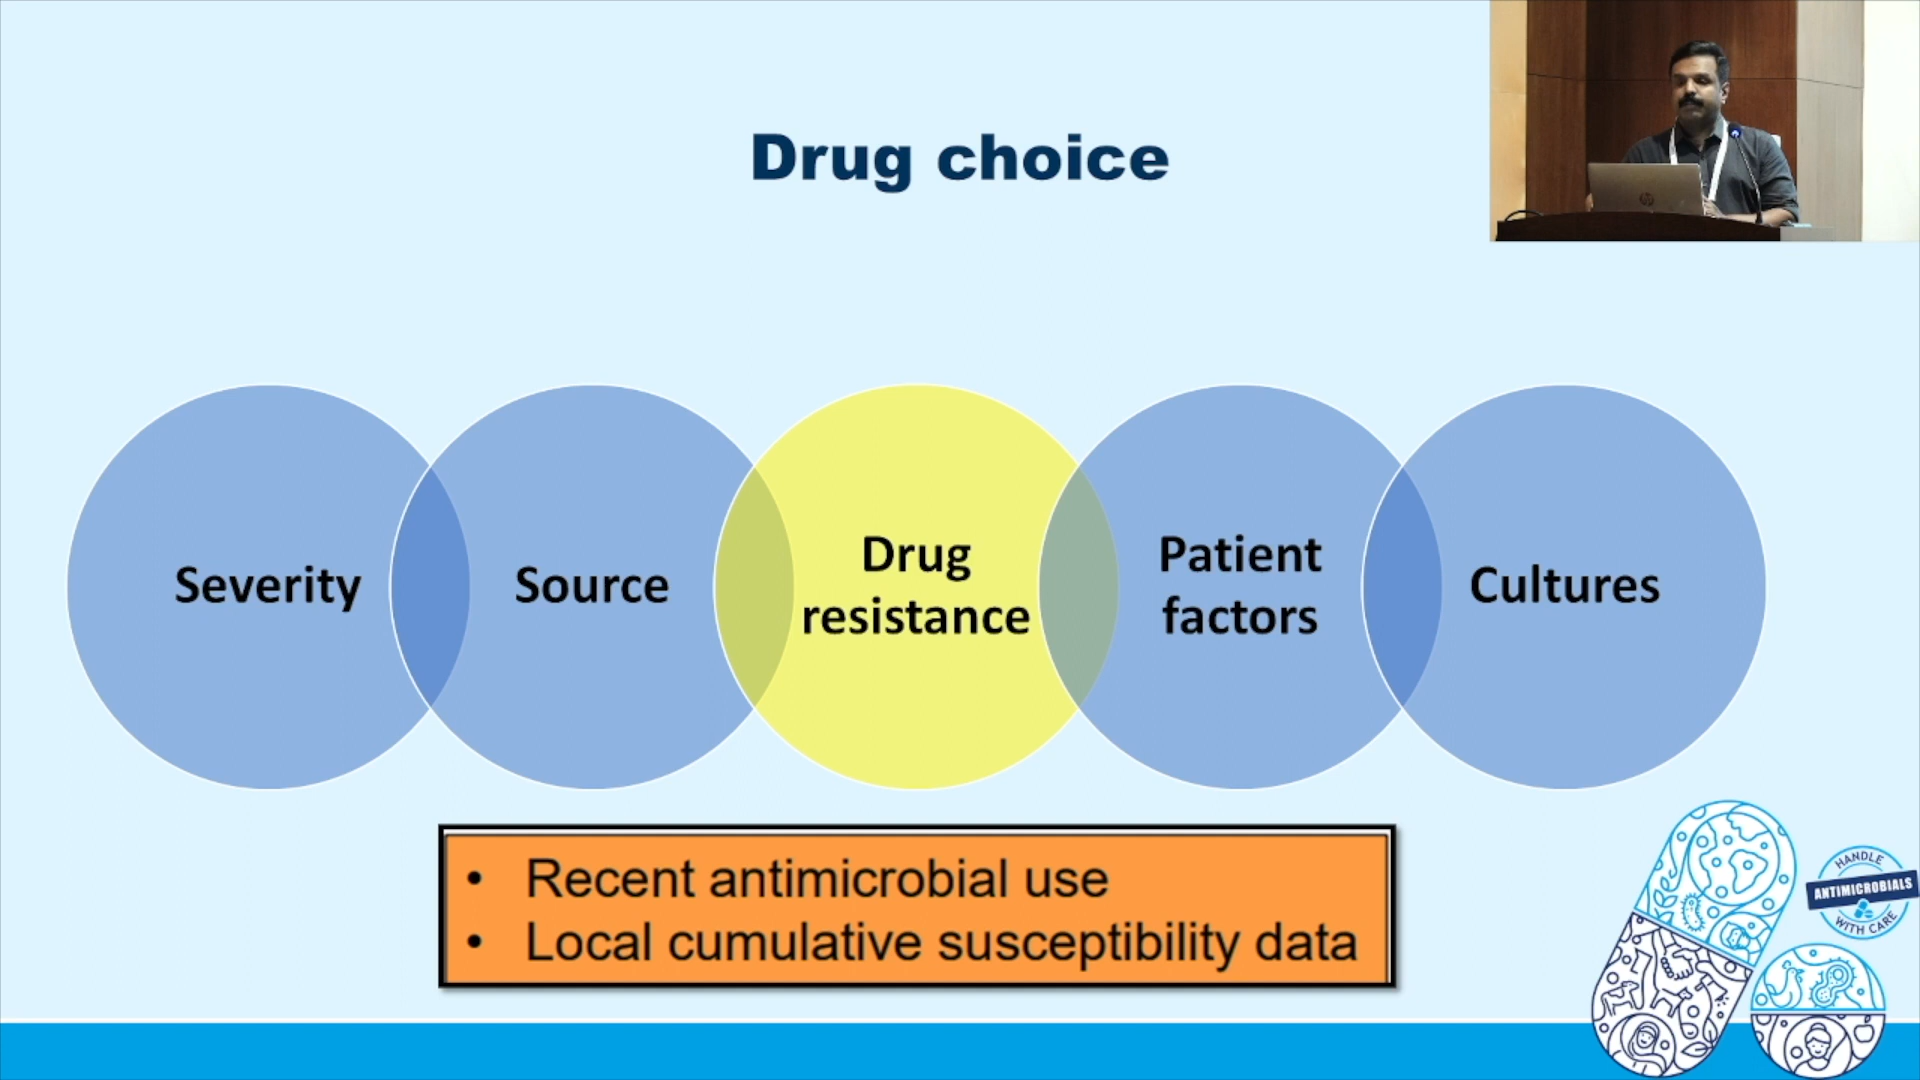 Drug choice
Severity
Source
Drug
resistance
Patient
factors
Cultures
• Recent antimicrobial use
• Local cumulative susceptibility data
HANDLE
ANTIMICROBIALS
WITH CARE
hp